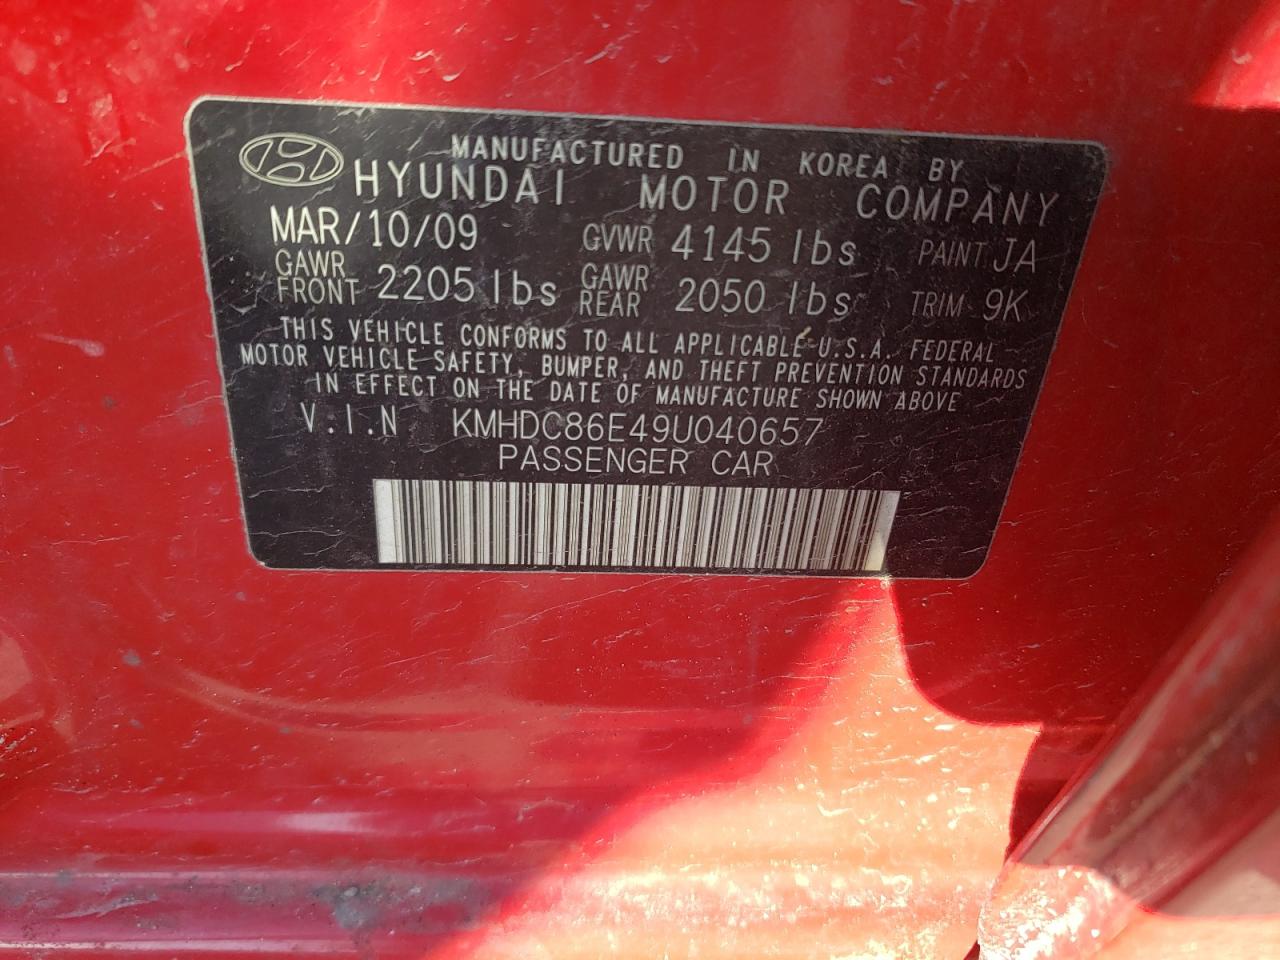 MANUFACTURED IN KOREA BY
HYUNDAI MOTOR COMPANY
MAR/10/09 GVWR 4145 lbs PAINT JA
GAWR FRONT 2205 lbs GAWR REAR 2050 lbs TRIM 9K
THIS VEHICLE CONFORMS TO ALL APPLICABLE U.S.A. FEDERAL
MOTOR VEHICLE SAFETY, BUMPER, AND THEFT PREVENTION STANDARDS
IN EFFECT ON THE DATE OF MANUFACTURE SHOWN ABOVE
V.I.N KMHDC86E49U040657
PASSENGER CAR